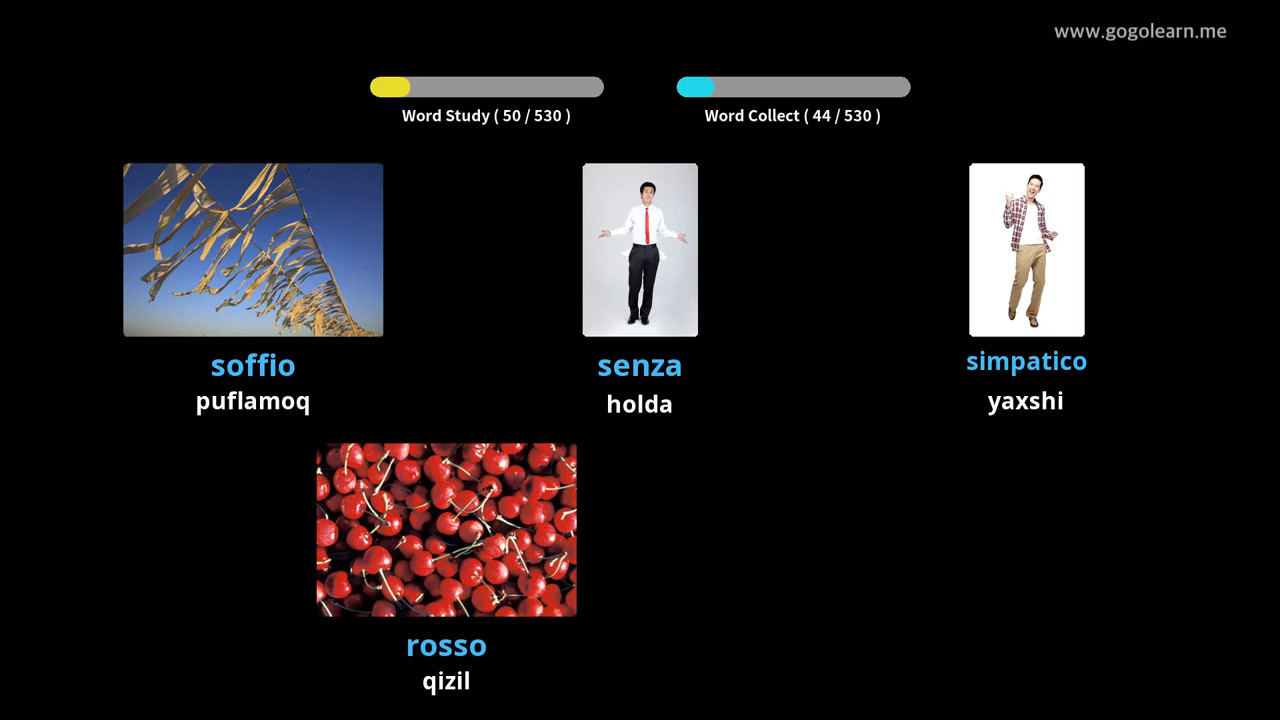 www.gogolearn.me
Word Study ( 50 / 530 )
Word Collect ( 44 / 530 )
soffio
puflamoq
senza
holda
simpatico
yaxshi
rosso
qizil